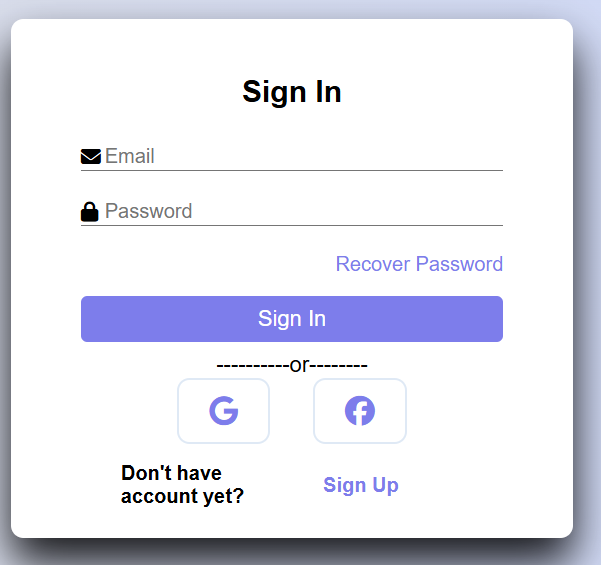 Sign In
Email
Password
Recover Password
Sign In
----------or--------
Don't have
account yet?
Sign Up